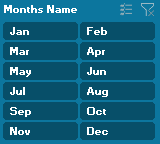 Months Name
Jan Feb
Mar Apr
May Jun
Jul Aug
Sep Oct
Nov Dec